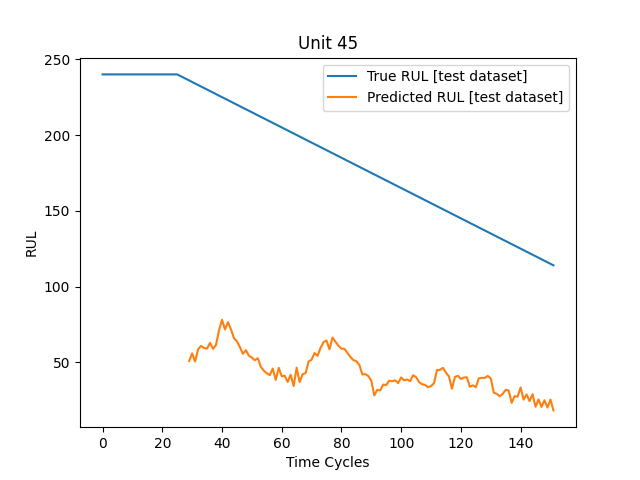 Unit 45
True RUL [test dataset]
Predicted RUL [test dataset]
250
200
150
100
50
RUL
0 20 40 60 80 100 120 140
Time Cycles